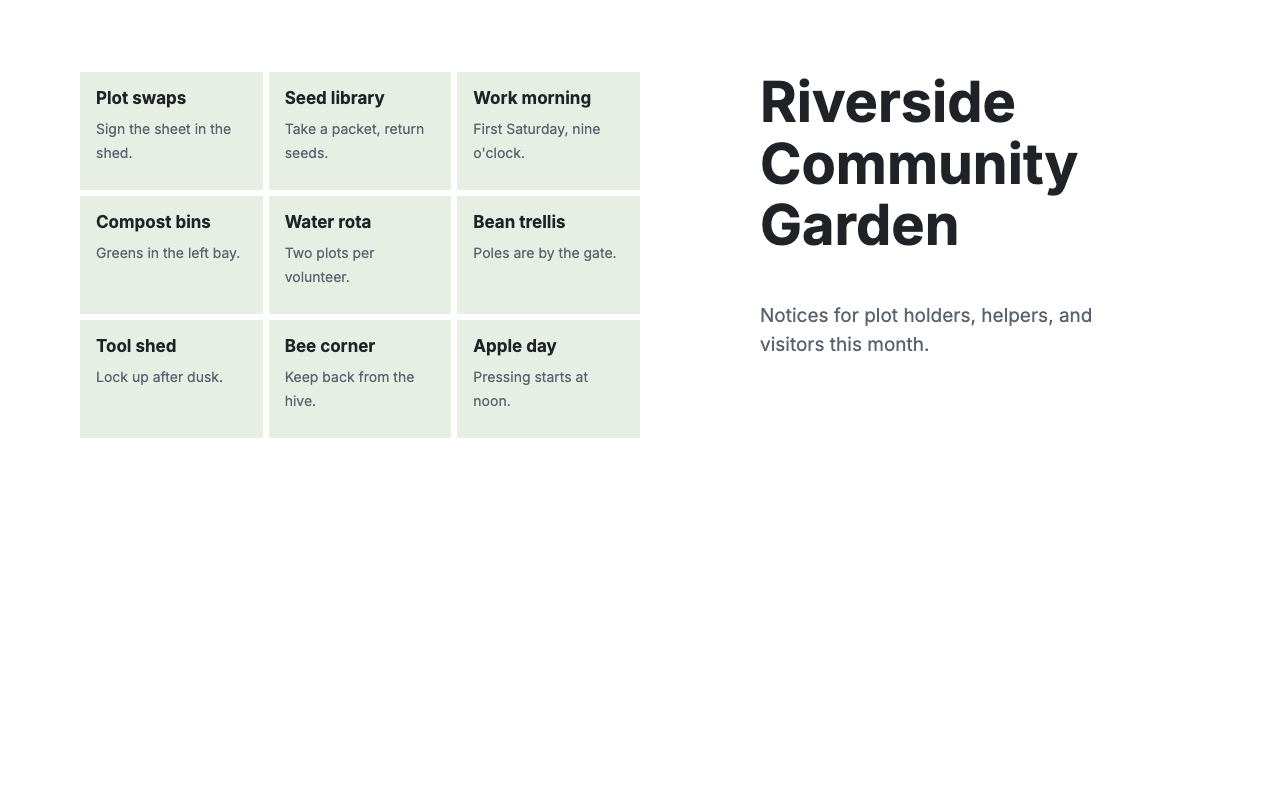 Plot swaps
Sign the sheet in the
shed.
Seed library
Take a packet, return
seeds.
Work morning
First Saturday, nine
o'clock.
Compost bins
Greens in the left bay.
Water rota
Two plots per
volunteer.
Bean trellis
Poles are by the gate.
Tool shed
Lock up after dusk.
Bee corner
Keep back from the
hive.
Apple day
Pressing starts at
noon.
Riverside
Community
Garden
Notices for plot holders, helpers, and
visitors this month.